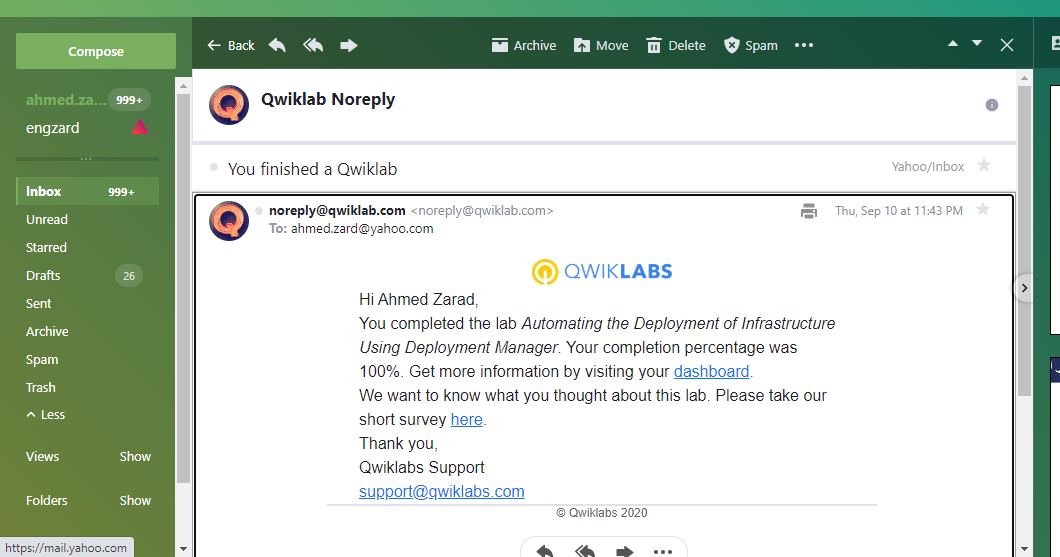 Compose
Back
Archive
Move
Delete
Spam
ahmed.za... 999+
engzard
Inbox 999+
Unread
Starred
Drafts 26
Sent
Archive
Spam
Trash
Less
Views Show
Folders Show
https://mail.yahoo.com
Qwiklab Noreply
You finished a Qwiklab
Yahoo/Inbox
noreply@qwiklab.com <noreply@qwiklab.com>
Thu, Sep 10 at 11:43 PM
To: ahmed.zard@yahoo.com
QWIKLABS
Hi Ahmed Zarad,
You completed the lab Automating the Deployment of Infrastructure
Using Deployment Manager. Your completion percentage was
100%. Get more information by visiting your dashboard.
We want to know what you thought about this lab. Please take our
short survey here.
Thank you,
Qwiklabs Support
support@qwiklabs.com
© Qwiklabs 2020